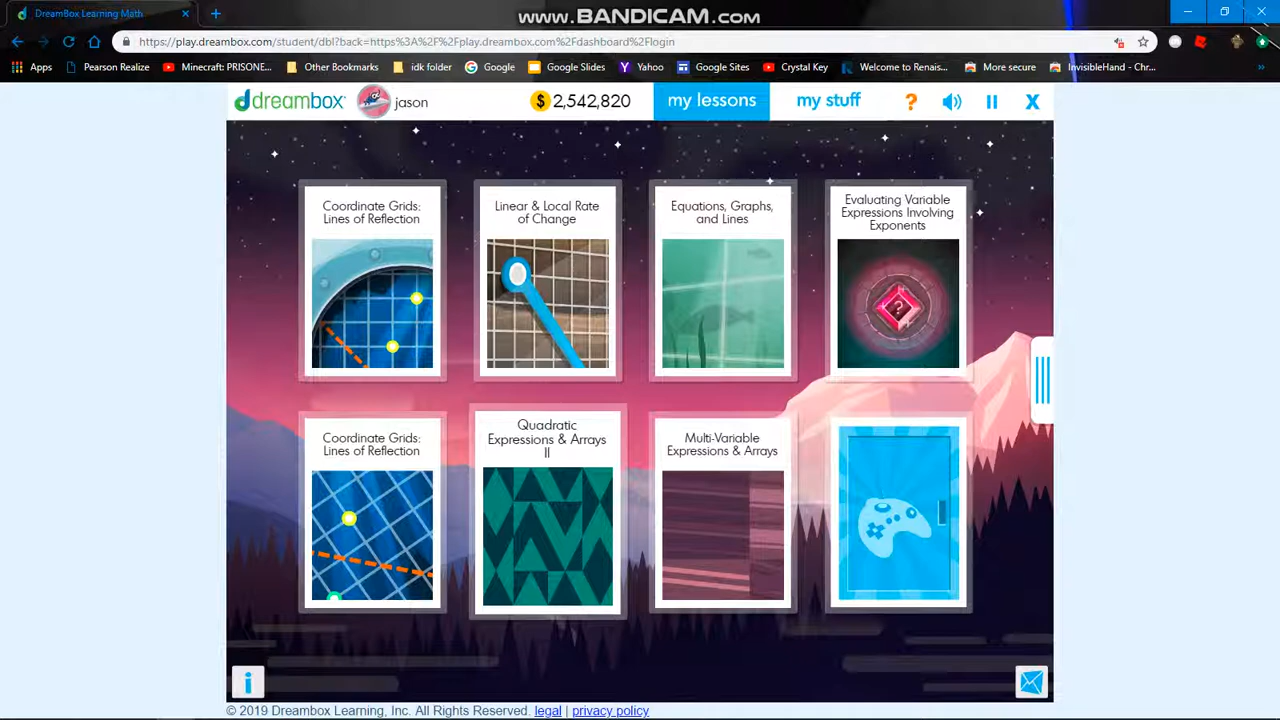 www.BANDICAM.com
DreamBox Learning Math
https://play.dreambox.com/student/dbl?back=https%3A%2F%2Fplay.dreambox.com%2Fdashboard%2Flogin
Apps Pearson Realize Minecraft: PRISONE... Other Bookmarks idk folder Google Google Slides Yahoo Google Sites Crystal Key Welcome to Renais... More secure InvisibleHand - Chr...
dreambox jason $ 2,542,820 my lessons my stuff ? X
Coordinate Grids:
Lines of Reflection
Linear & Local Rate
of Change
Equations, Graphs,
and Lines
Evaluating Variable
Expressions Involving
Exponents
?
Coordinate Grids:
Lines of Reflection
Quadratic
Expressions & Arrays
II
Multi-Variable
Expressions & Arrays
i
© 2019 Dreambox Learning, Inc. All Rights Reserved. legal | privacy policy